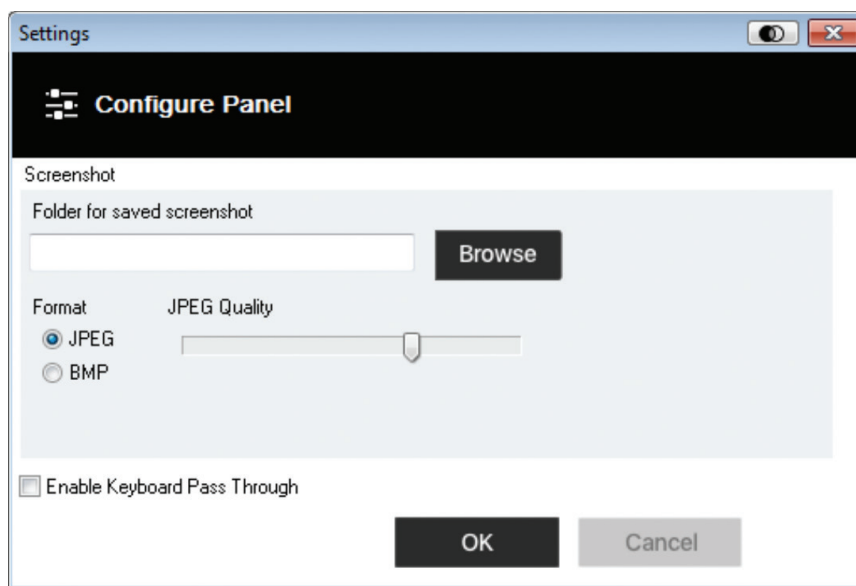 Settings
Configure Panel
Screenshot
Folder for saved screenshot
Browse
Format JPEG Quality
JPEG
BMP
Enable Keyboard Pass Through
OK Cancel